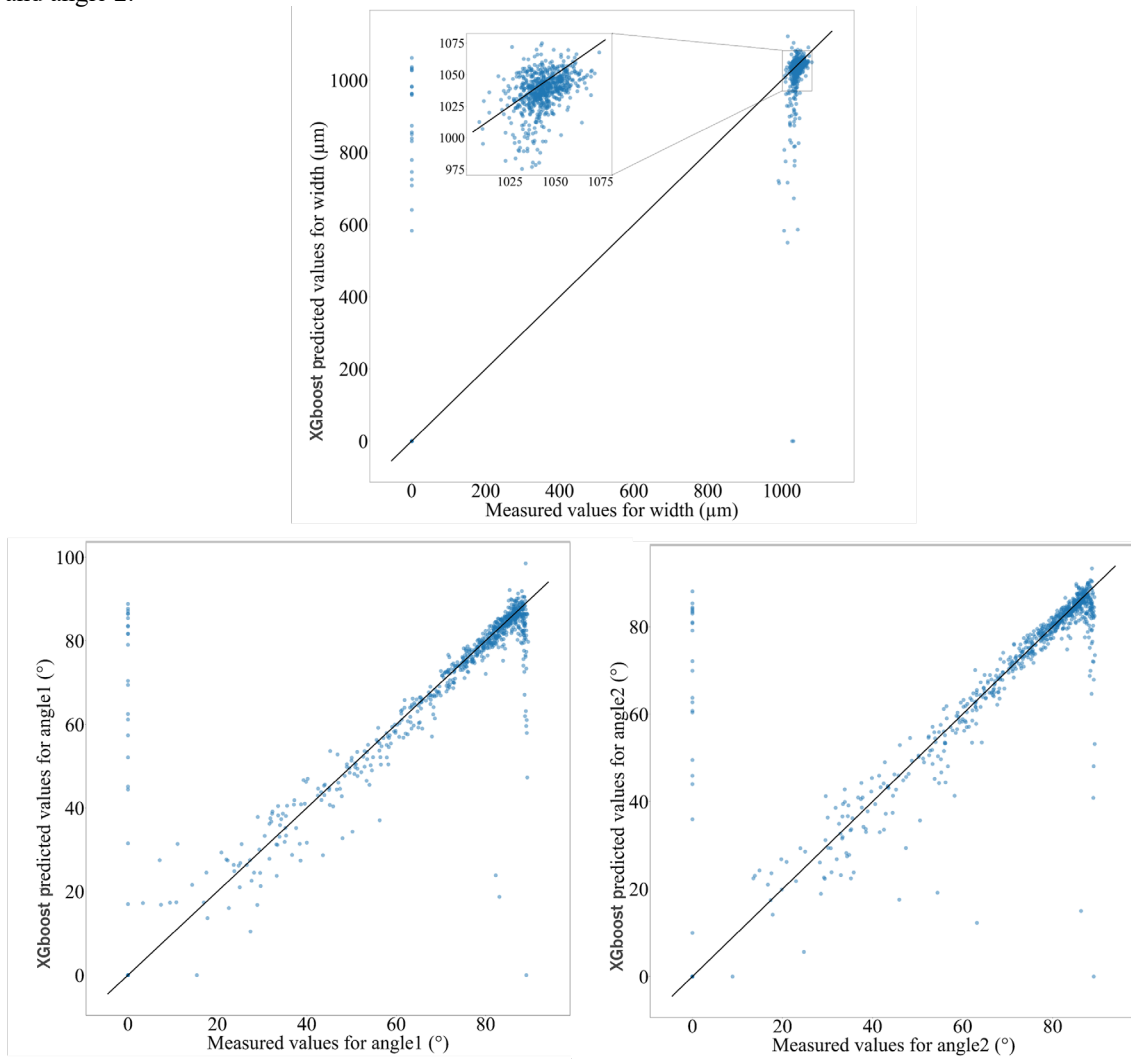 and angle 2.
1075
1050
1025
1000
975
1025 1050 1075
1000
800
600
400
200
0
XGboost predicted values for width (µm)
0 200 400 600 800 1000
Measured values for width (µm)
100
80
60
40
20
0
XGboost predicted values for angle1 (°)
0 20 40 60 80
Measured values for angle1 (°)
80
60
40
20
0
XGboost predicted values for angle2 (°)
0 20 40 60 80
Measured values for angle2 (°)